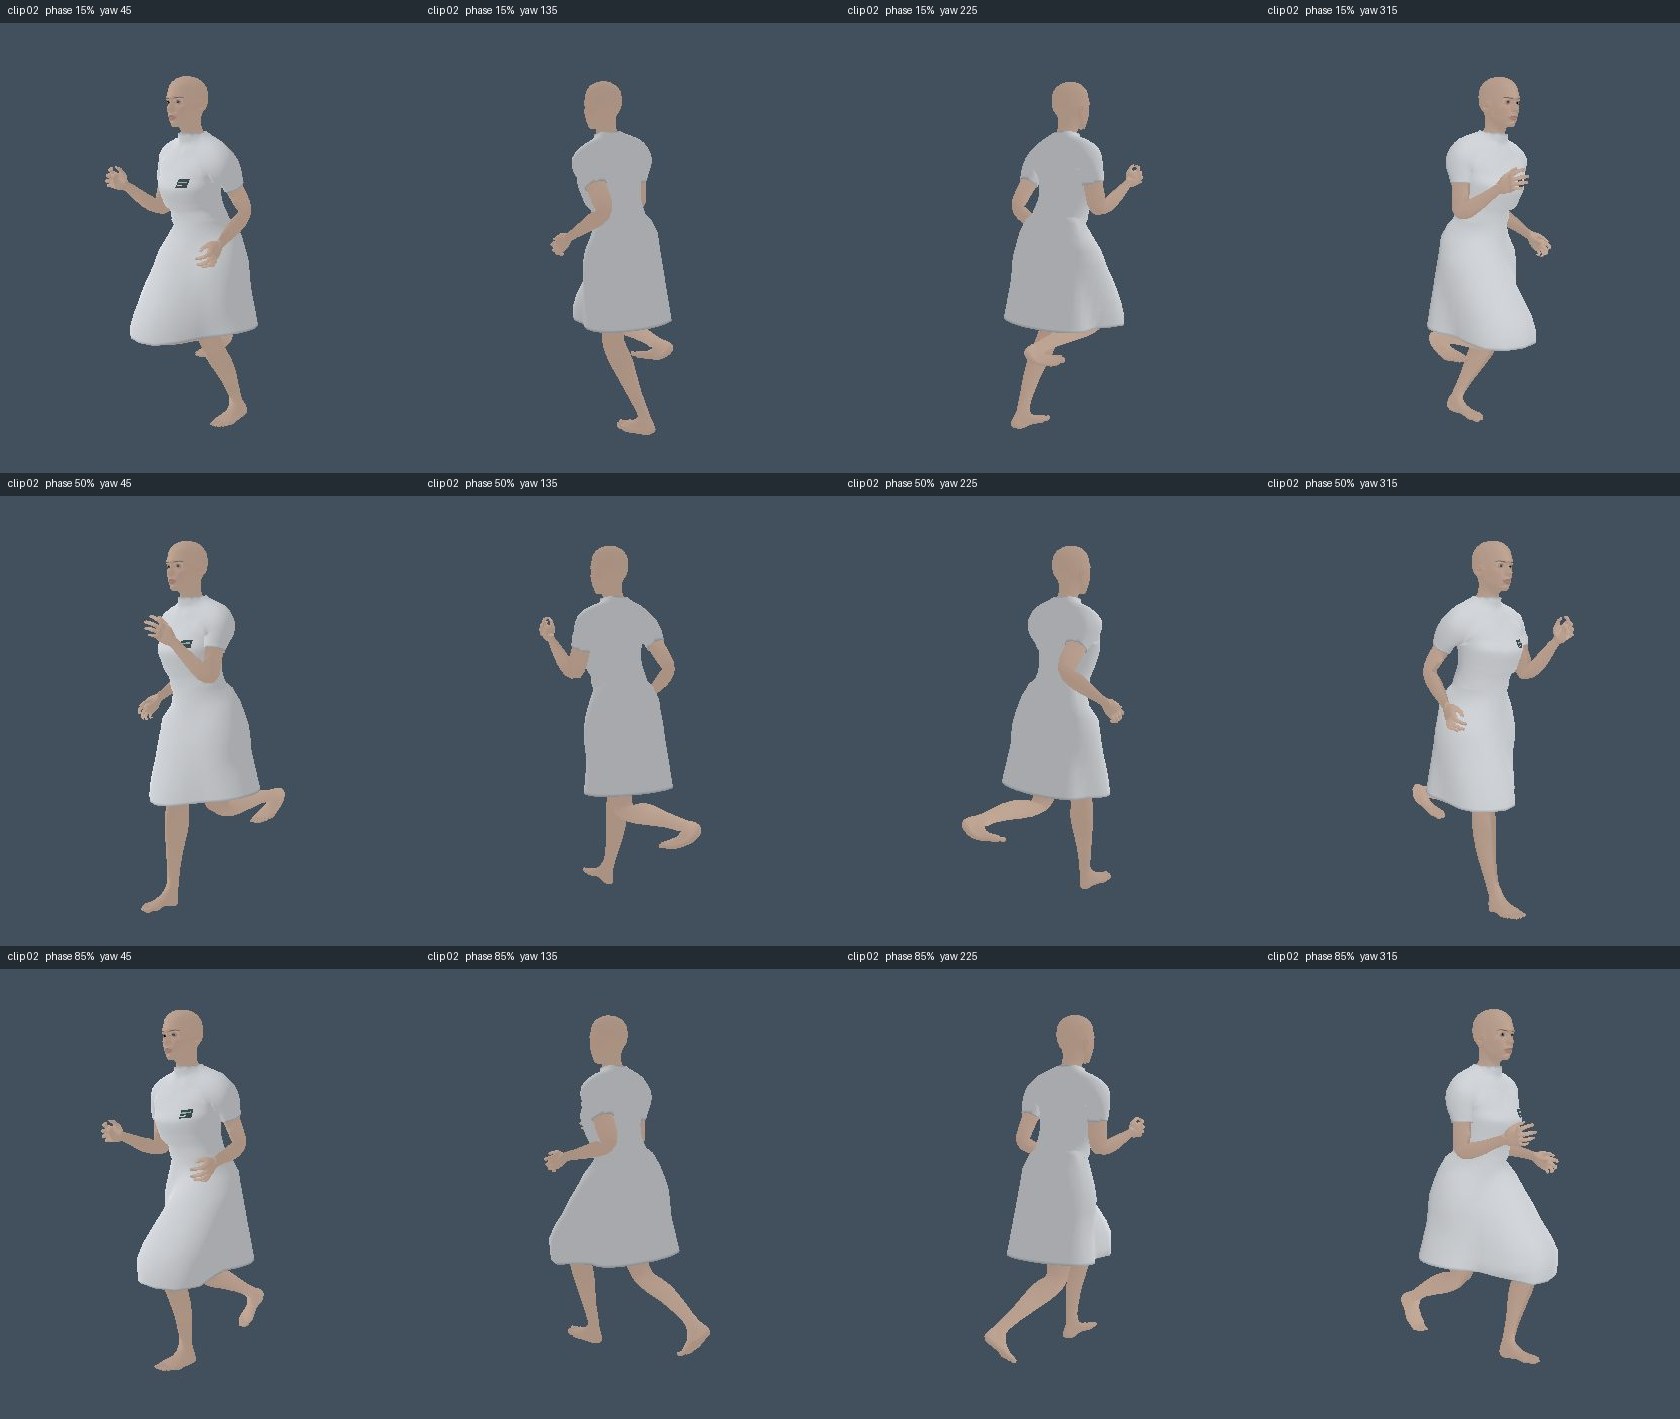 clip02 phase 15% yaw 45
clip02 phase 15% yaw 135
clip02 phase 15% yaw 225
clip02 phase 15% yaw 315
clip02 phase 50% yaw 45
clip02 phase 50% yaw 135
clip02 phase 50% yaw 225
clip02 phase 50% yaw 315
clip02 phase 85% yaw 45
clip02 phase 85% yaw 135
clip02 phase 85% yaw 225
clip02 phase 85% yaw 315